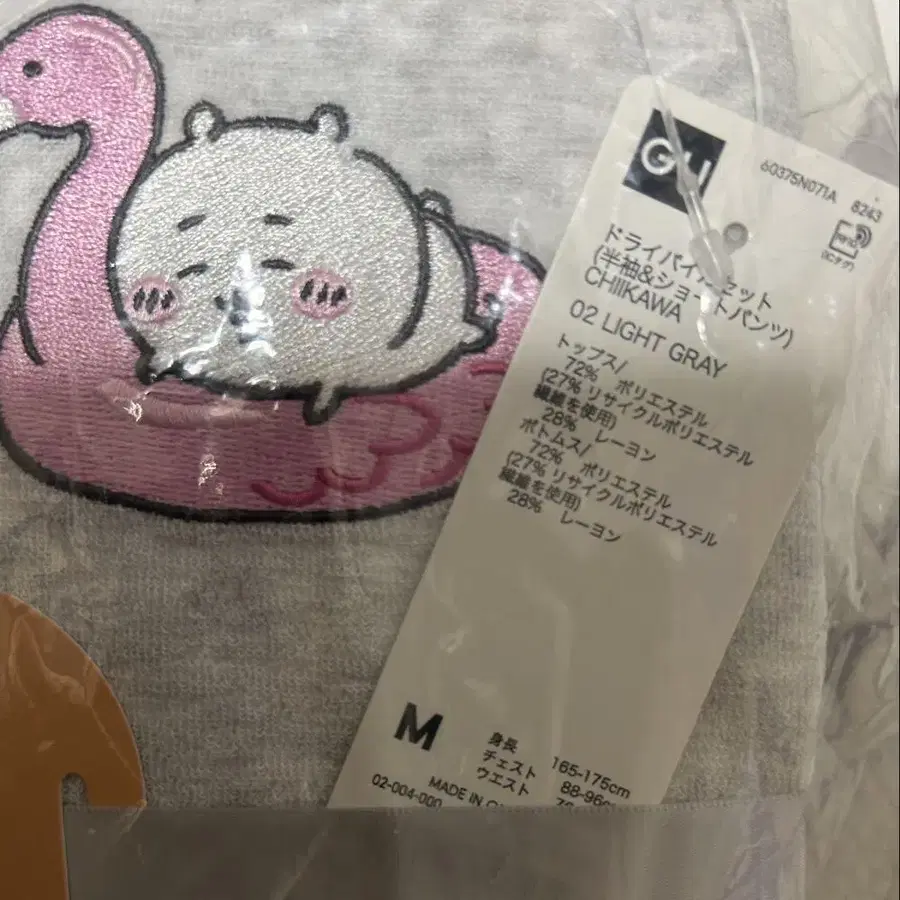 GU
60375N071A 8243
RFID
(ICタグ)
ドライパイルセット
(半袖&ショートパンツ)
CHIIKAWA
02 LIGHT GRAY
トップス/
72% ポリエステル
(27% リサイクルポリエステル
繊維を使用)
28% レーヨン
ボトムス/
72% ポリエステル
(27% リサイクルポリエステル
繊維を使用)
28% レーヨン
M
身長 165-175cm
チェスト 88-96
ウエスト
02-004-000 MADE IN